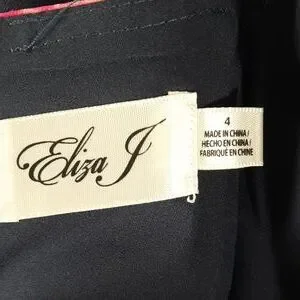 Eliza J
4
MADE IN CHINA/
HECHO EN CHINA/
FABRIQUÉ EN CHINE